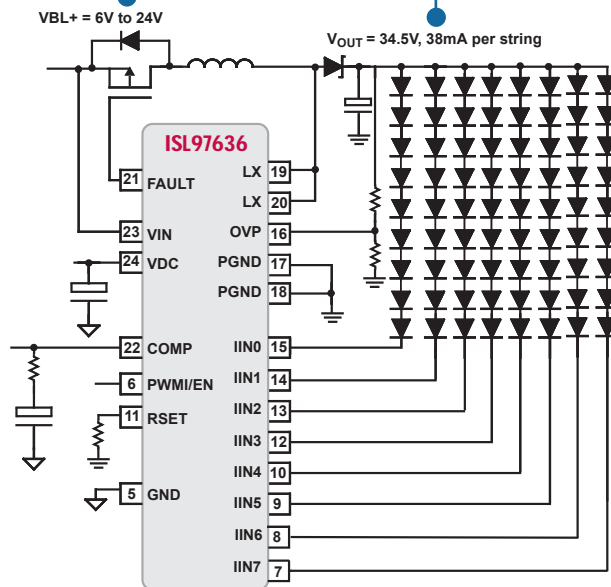 VBL+ = 6V to 24V
VOUT = 34.5V, 38mA per string
ISL97636
21 FAULT
LX 19
LX 20
23 VIN
OVP 16
24 VDC
PGND 17
PGND 18
22 COMP
IIN0 15
6 PWMI/EN
IIN1 14
11 RSET
IIN2 13
IIN3 12
IIN4 10
5 GND
IIN5 9
IIN6 8
IIN7 7